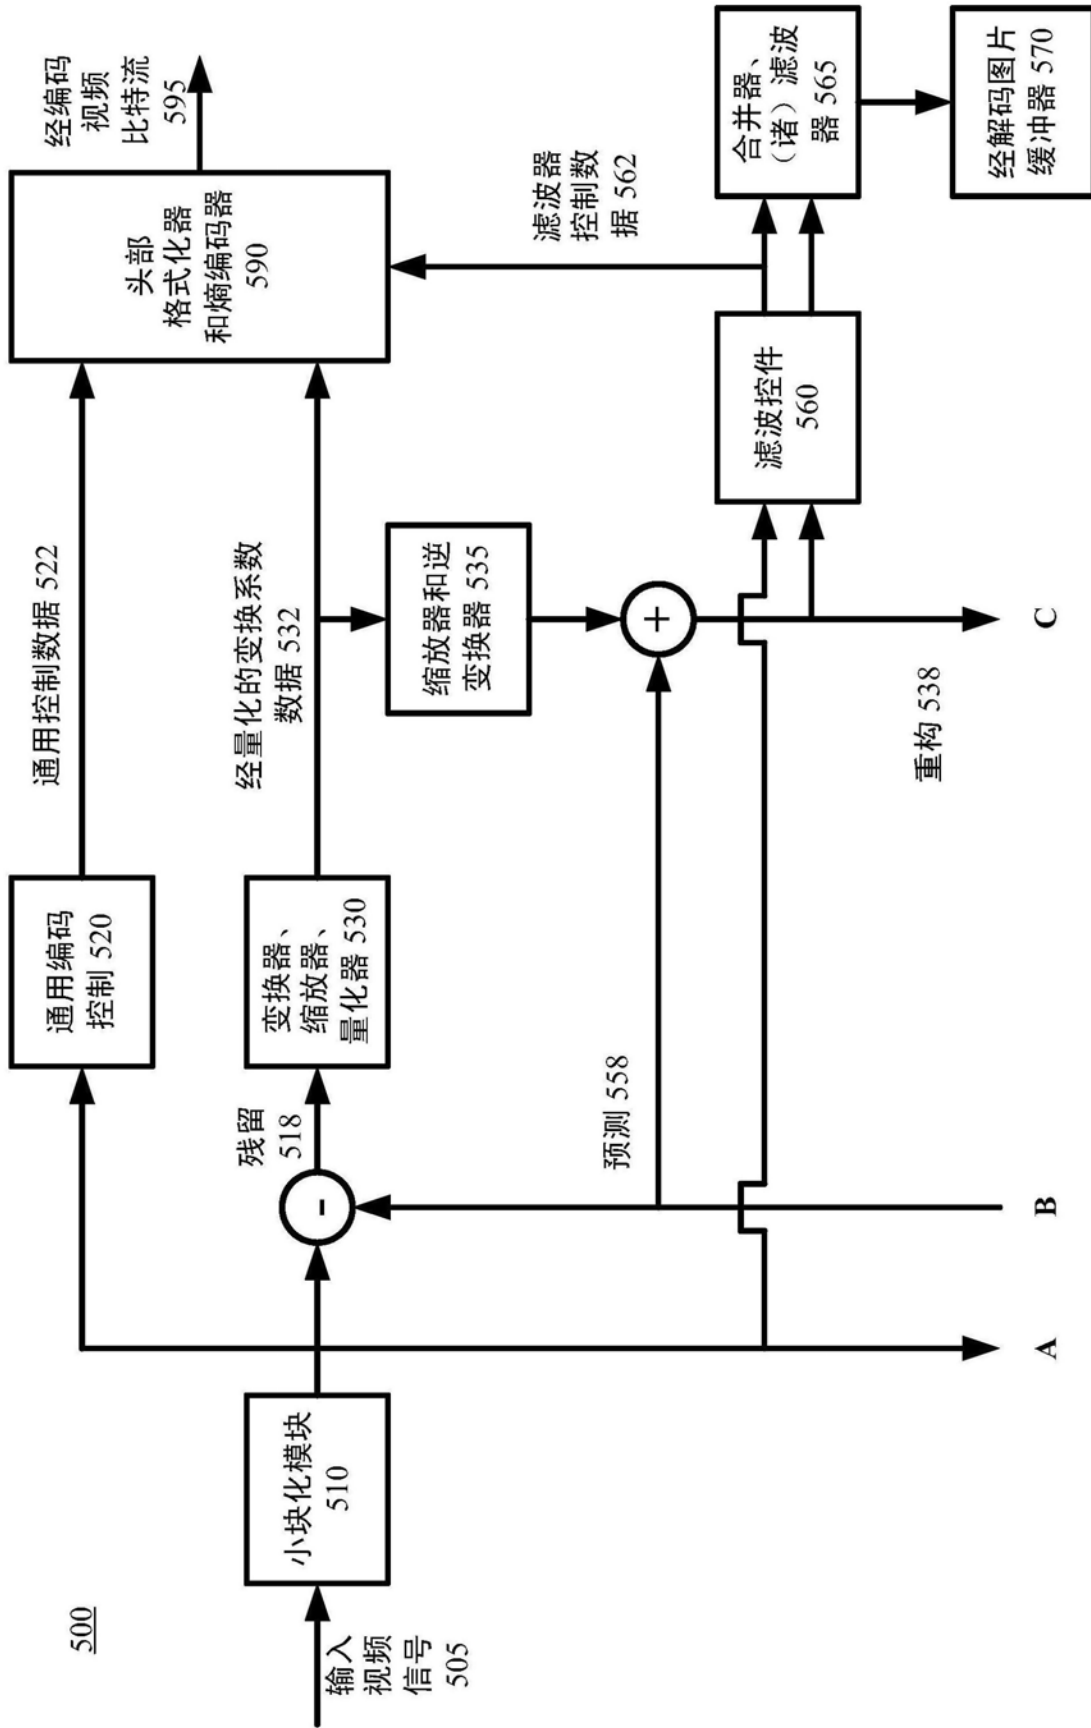 500
输入
视频
信号
505
小块化模块
510
残留
518
通用编码
控制 520
通用控制数据 522
变换器、
缩放器、
量化器 530
经量化的变换系数
数据 532
头部
格式化器
和熵编码器
590
经编码
视频
比特流
595
缩放器和逆
变换器 535
滤波器
控制数
据 562
预测 558
滤波控件
560
合并器、
（诸）滤波
器 565
经解码图片
缓冲器 570
重构 538
A
B
C
-
+